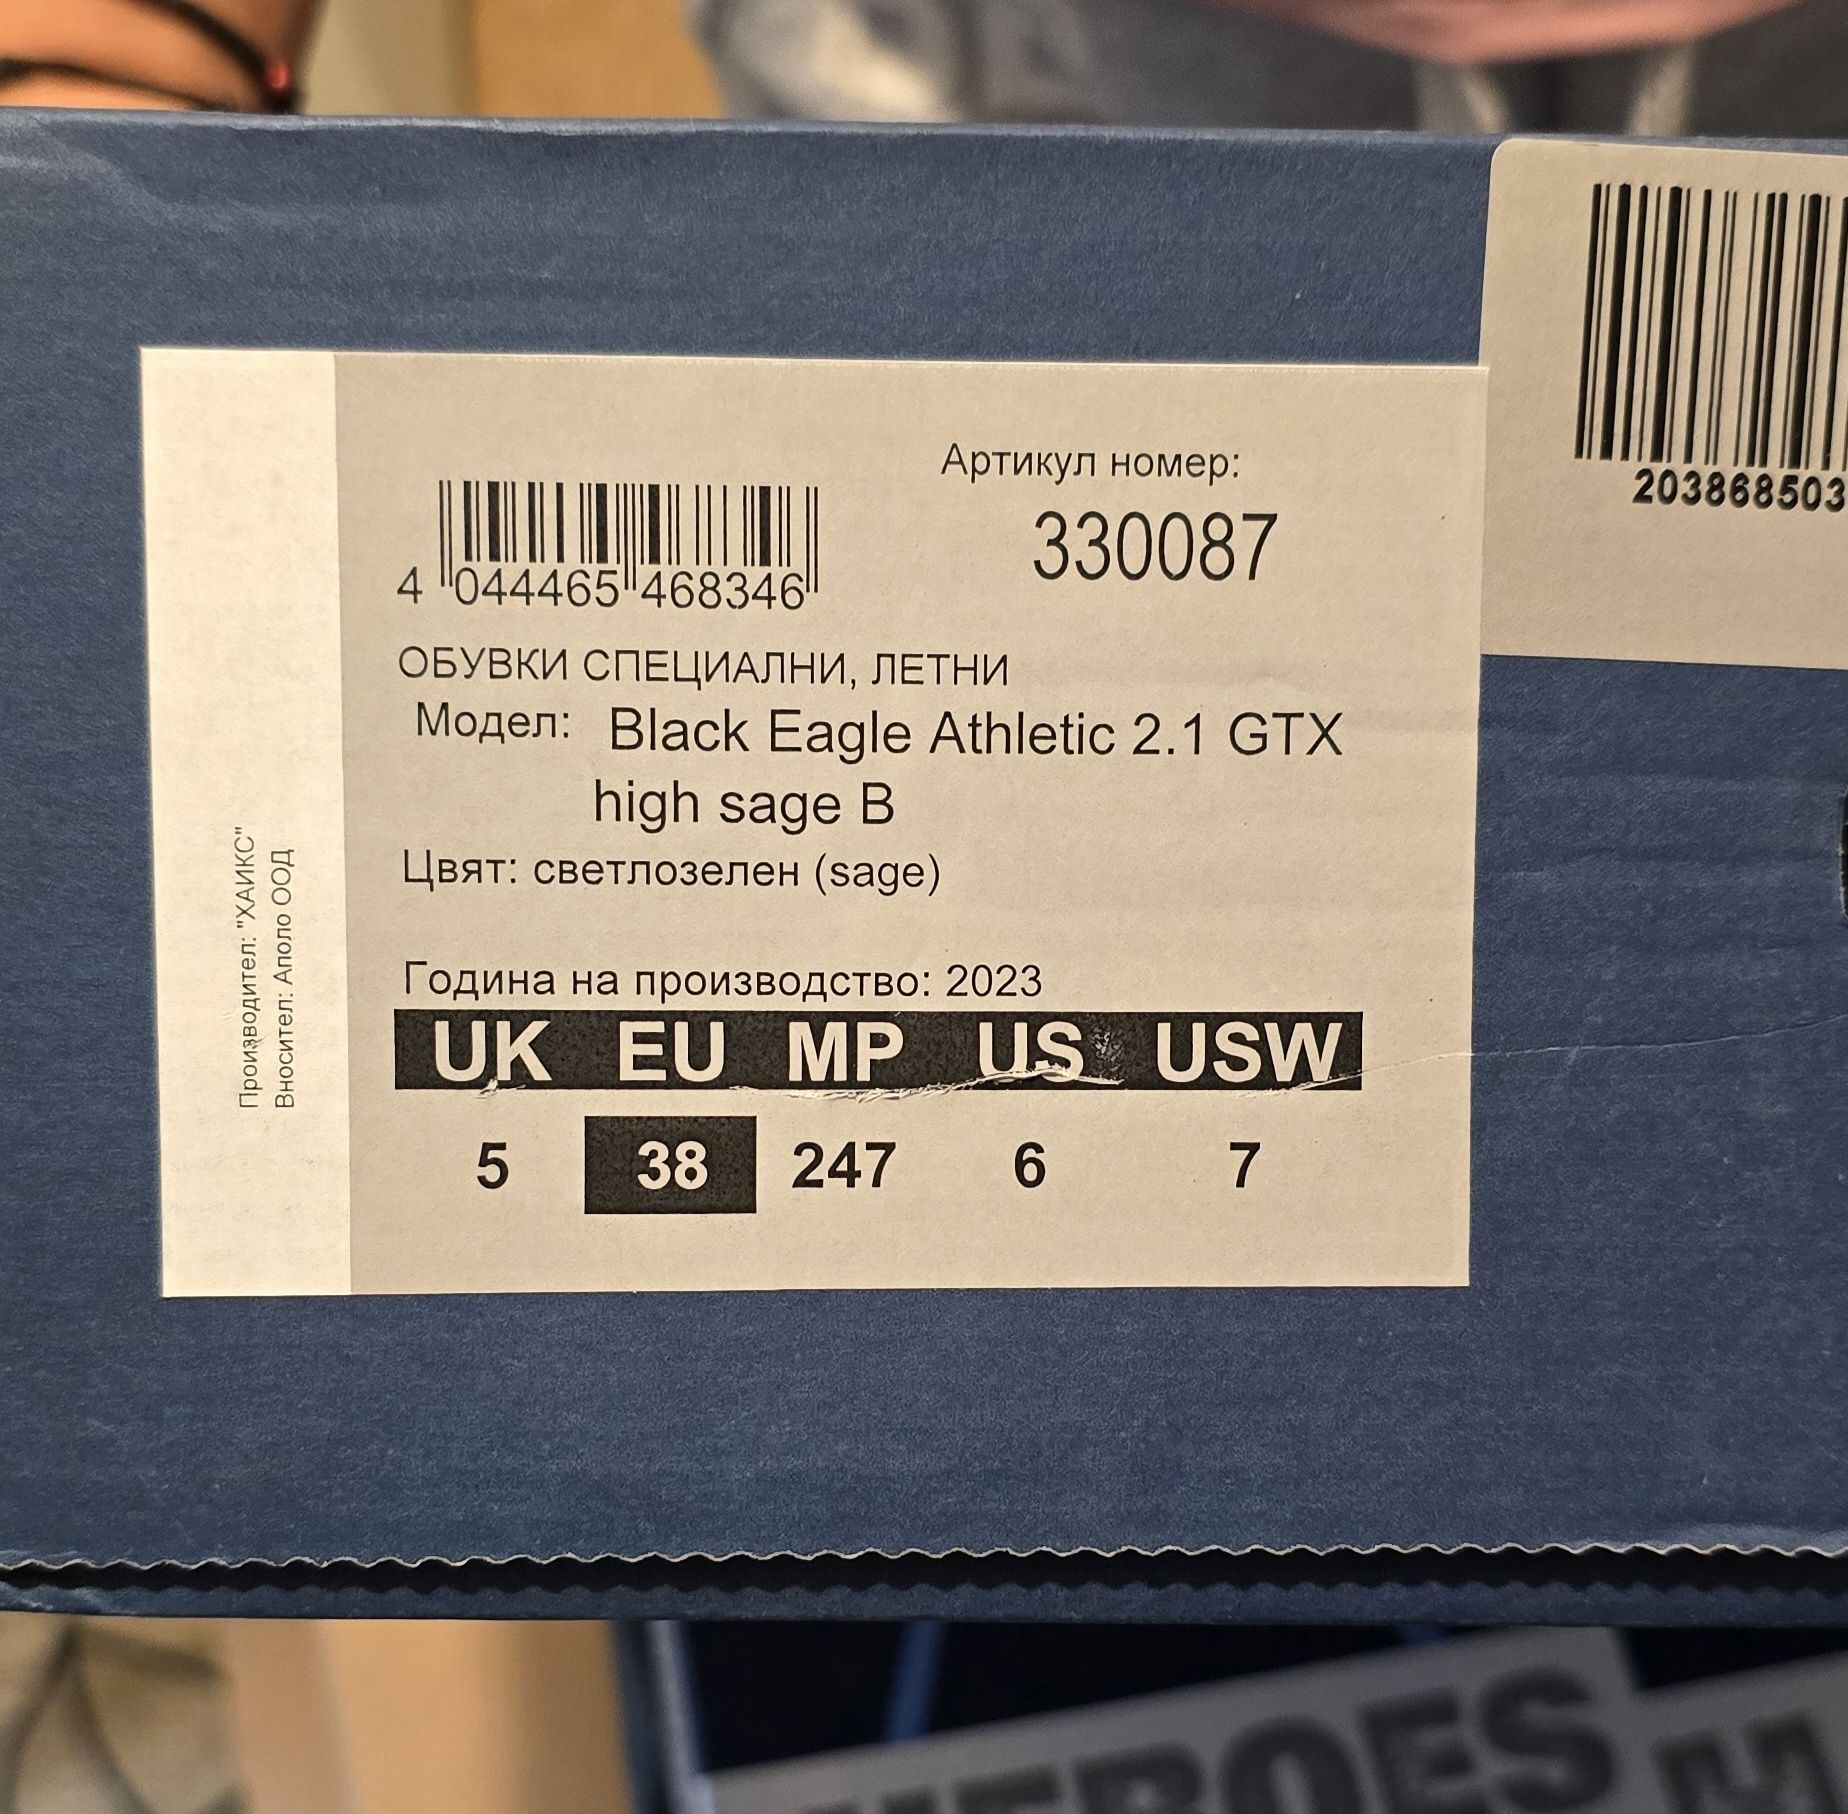 203868503
Артикул номер:
330087
4 044465 468346
ОБУВКИ СПЕЦИАЛНИ, ЛЕТНИ
Модел: Black Eagle Athletic 2.1 GTX
high sage B
Цвят: светлозелен (sage)
Година на производство: 2023
UK EU MP US USW
5 38 247 6 7
Производител: "ХАИКС"
Вносител: Аполо ООД
HEROES